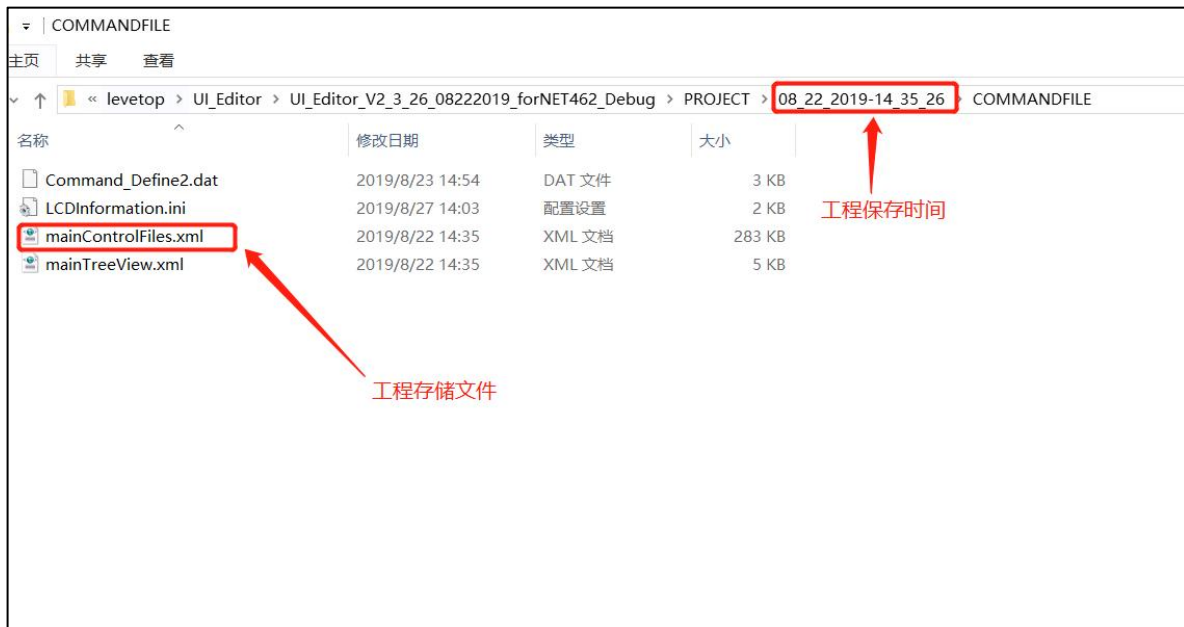 COMMANDFILE
主页 共享 查看
« levetop > UI_Editor > UI_Editor_V2_3_26_08222019_forNET462_Debug > PROJECT > 08_22_2019-14_35_26 > COMMANDFILE
名称 修改日期 类型 大小
Command_Define2.dat 2019/8/23 14:54 DAT 文件 3 KB
LCDInformation.ini 2019/8/27 14:03 配置设置 2 KB
工程保存时间
mainControlFiles.xml 2019/8/22 14:35 XML 文档 283 KB
mainTreeView.xml 2019/8/22 14:35 XML 文档 5 KB
工程存储文件